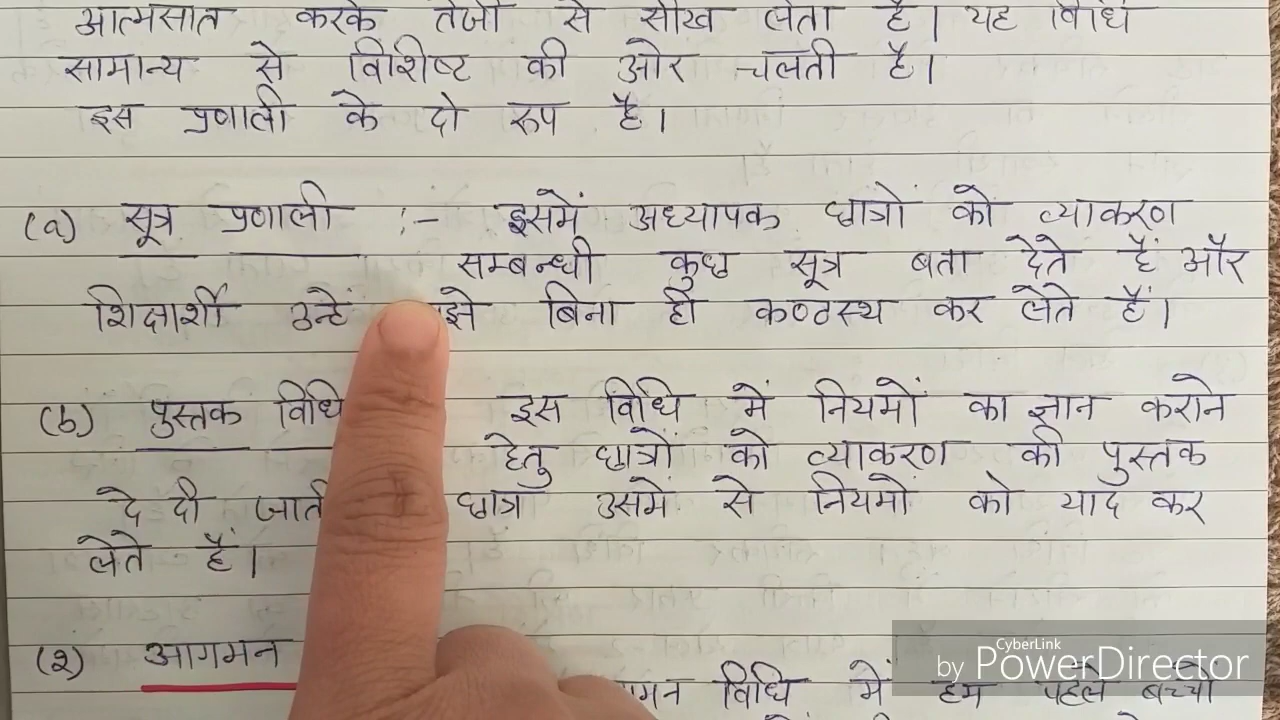 आत्मसात करके तेजी से सीख लेता है। यह विधि
सामान्य से विशिष्ट की ओर चलती है।
इस प्रणाली के दो रूप है।
(a) सूत्र प्रणाली :- इसमें अध्यापक छात्रों को व्याकरण
सम्बन्धी कुछ सूत्र बता देते हैं और
शिक्षार्थी उन्हें बिना ही कण्ठस्थ कर लेते हैं।
(b) पुस्तक विधि इस विधि में नियमों का ज्ञान कराने
हेतु छात्रों को व्याकरण की पुस्तक
दे दी छात्र उसमें से नियमों को याद कर
लेते हैं।
(2) आगमन
विधि में हम पहले बच्चों
CyberLink
by PowerDirector